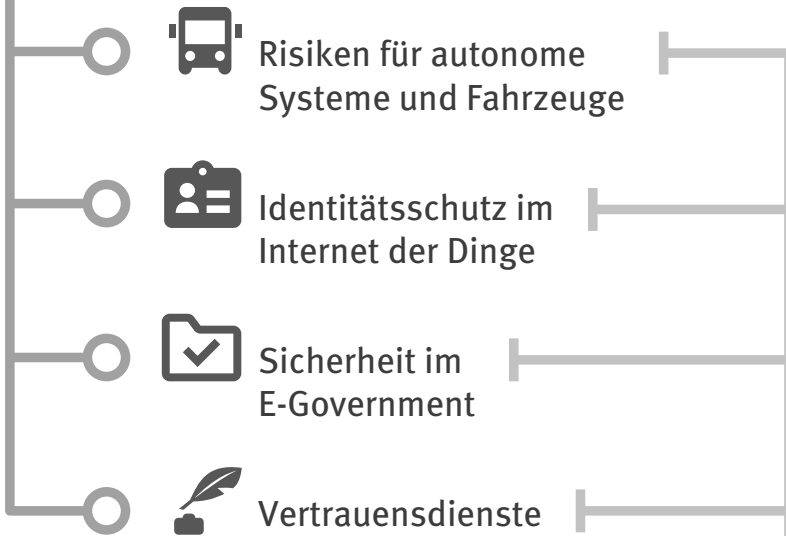 Risiken für autonome
Systeme und Fahrzeuge
Identitätsschutz im
Internet der Dinge
Sicherheit im
E-Government
Vertrauensdienste